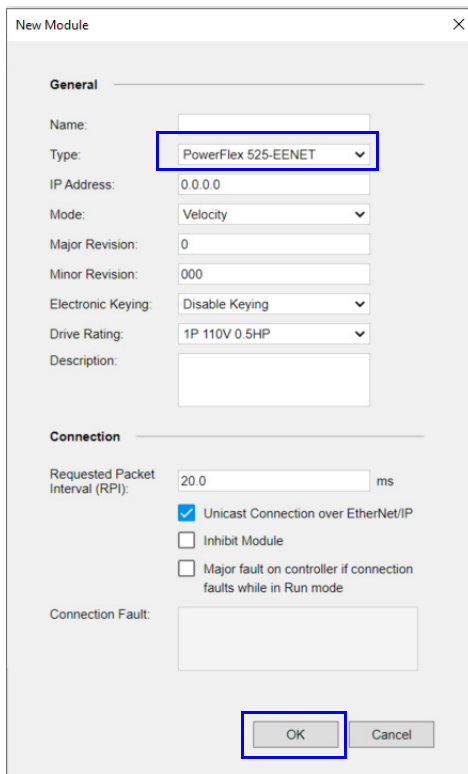 New Module
General
Name:
Type: PowerFlex 525-EENET
IP Address: 0.0.0.0
Mode: Velocity
Major Revision: 0
Minor Revision: 000
Electronic Keying: Disable Keying
Drive Rating: 1P 110V 0.5HP
Description:
Connection
Requested Packet
Interval (RPI): 20.0 ms
Unicast Connection over EtherNet/IP
Inhibit Module
Major fault on controller if connection
faults while in Run mode
Connection Fault:
OK Cancel